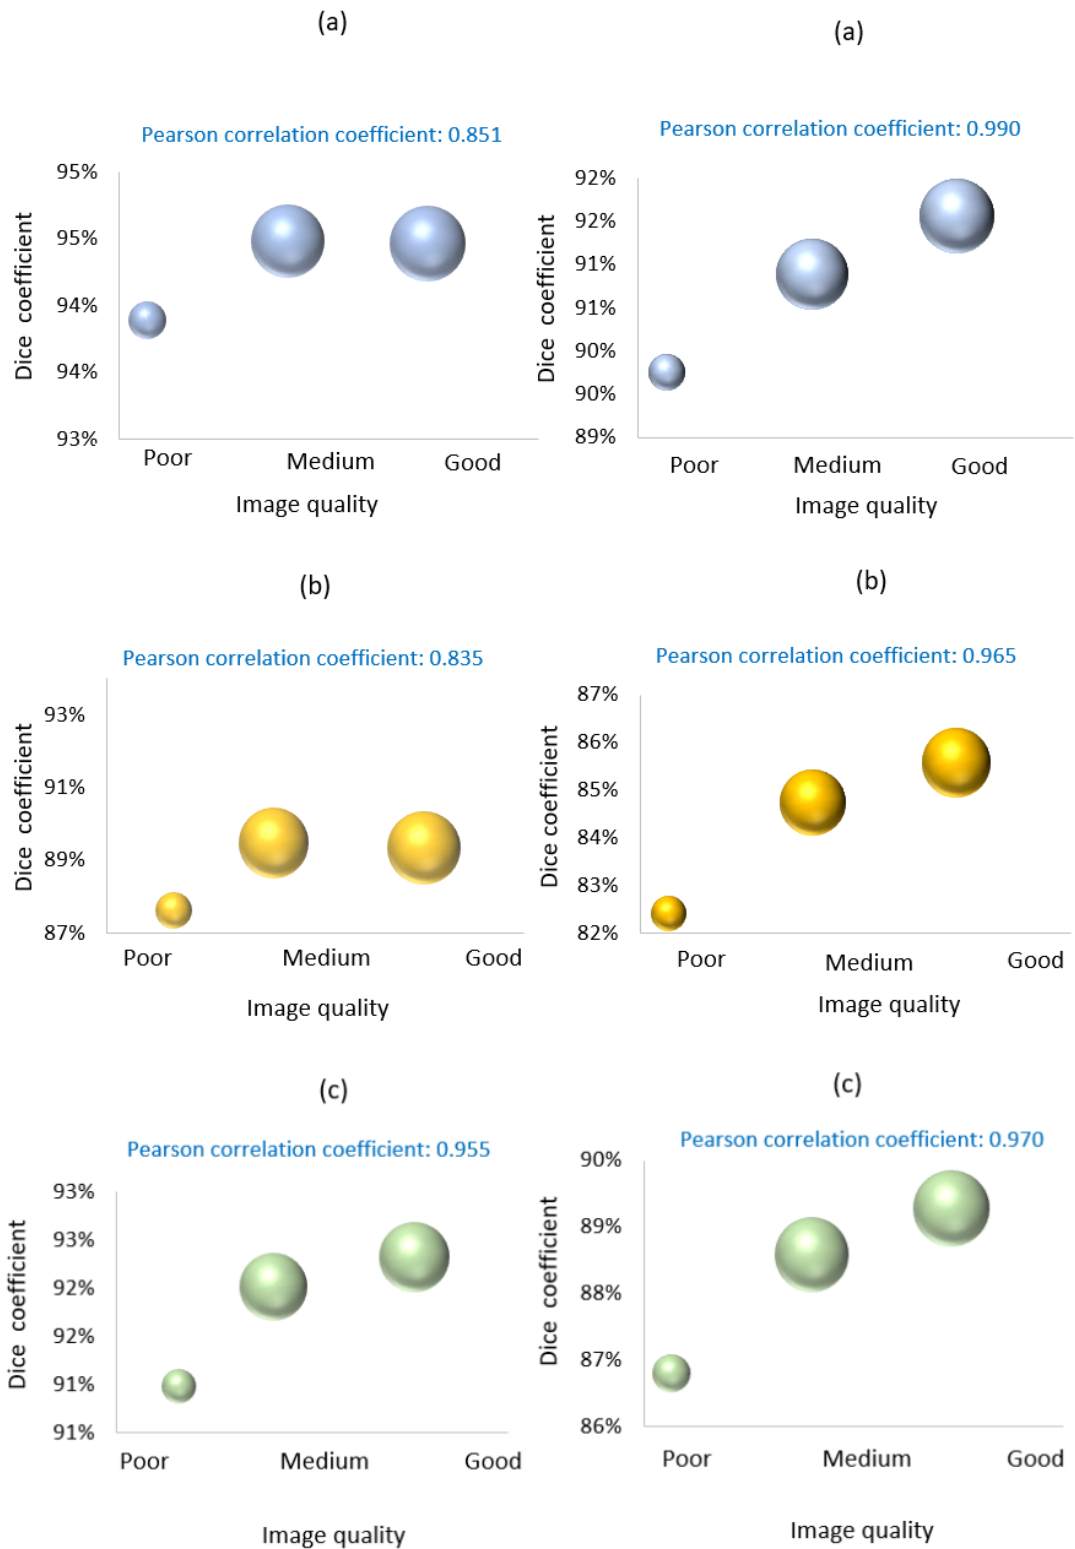 (a)
Pearson correlation coefficient: 0.851
95%
95%
94%
94%
93%
Dice coefficient
Poor
Medium
Good
Image quality
(a)
Pearson correlation coefficient: 0.990
92%
92%
91%
91%
90%
90%
89%
Dice coefficient
Poor
Medium
Good
Image quality
(b)
Pearson correlation coefficient: 0.835
93%
91%
89%
87%
Dice coefficient
Poor
Medium
Good
Image quality
(b)
Pearson correlation coefficient: 0.965
87%
86%
85%
84%
83%
82%
Dice coefficient
Poor
Medium
Good
Image quality
(c)
Pearson correlation coefficient: 0.955
93%
93%
92%
92%
91%
91%
Dice coefficient
Poor
Medium
Good
Image quality
(c)
Pearson correlation coefficient: 0.970
90%
89%
88%
87%
86%
Dice coefficient
Poor
Medium
Good
Image quality